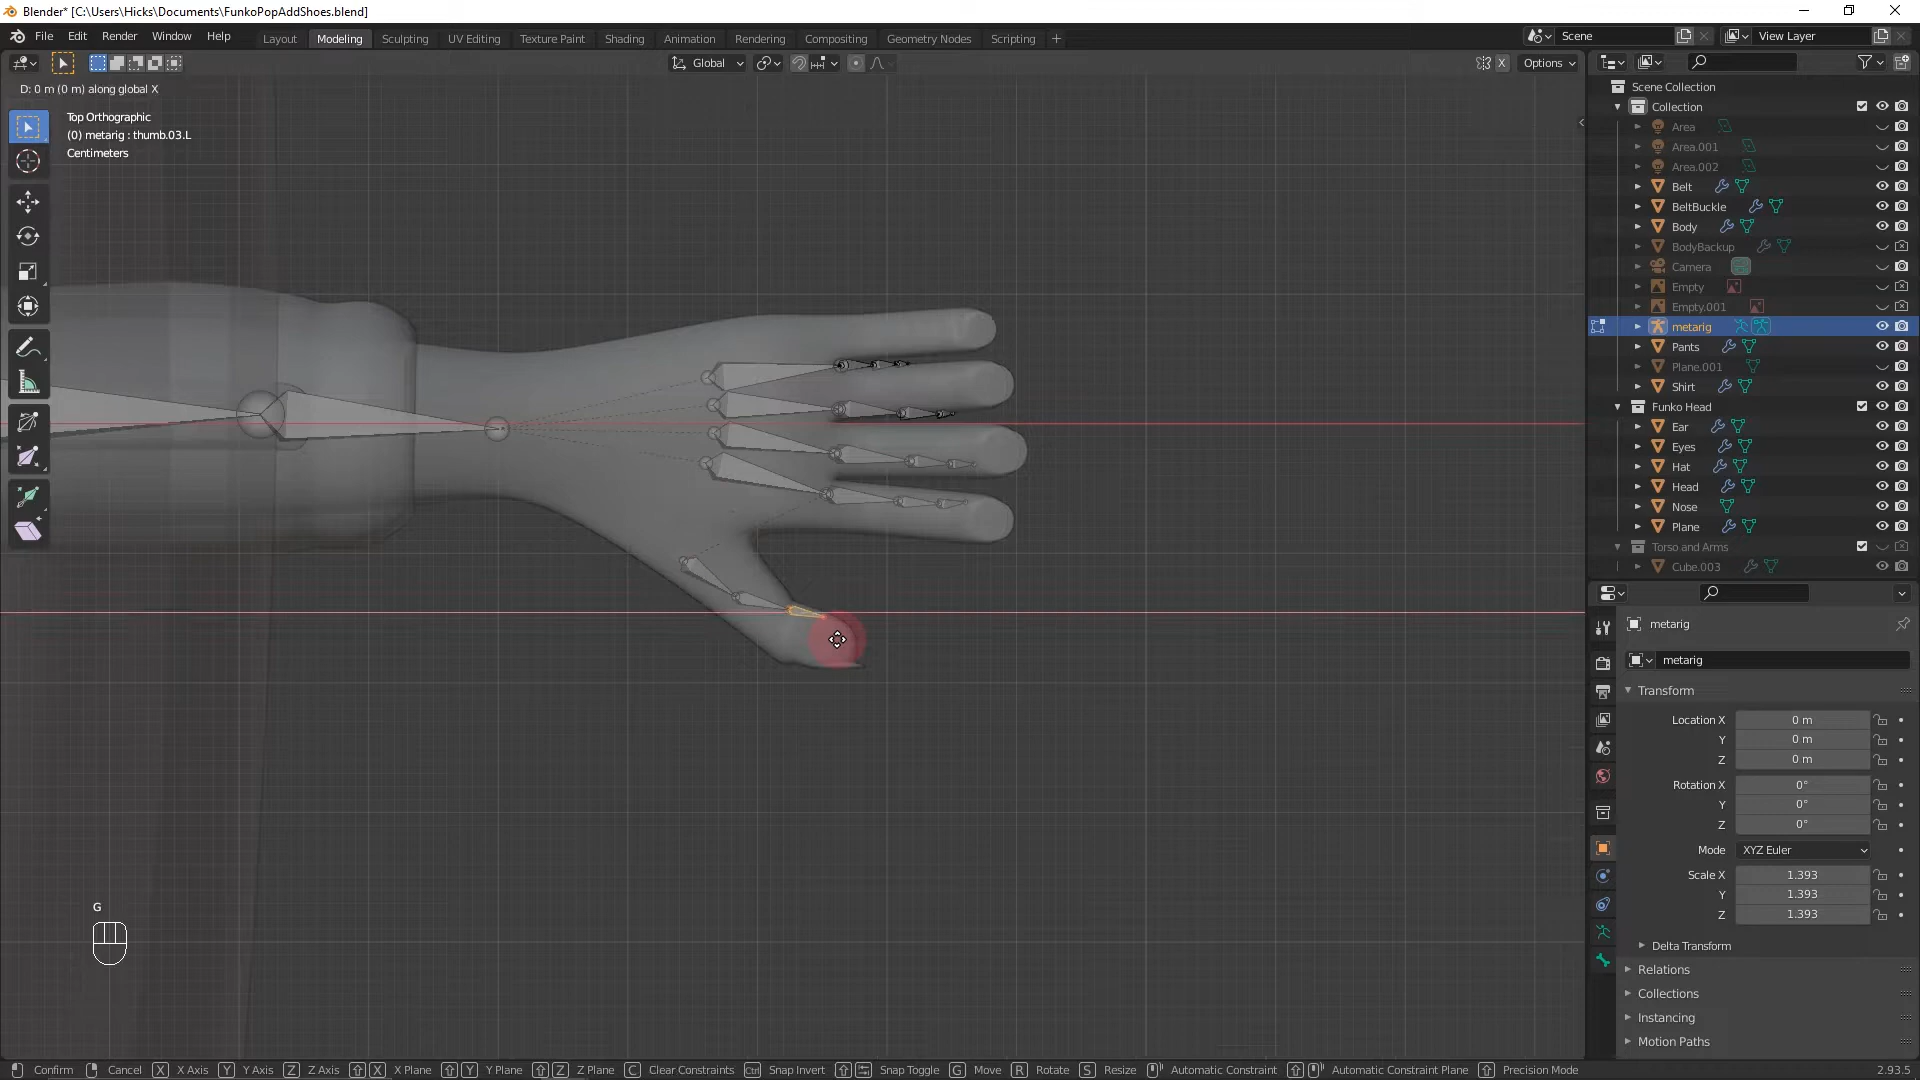 Blender* [C:\Users\Hicks\Documents\FunkoPopAddShoes.blend]
File Edit Render Window Help
Layout Modeling Sculpting UV Editing Texture Paint Shading Animation Rendering Compositing Geometry Nodes Scripting +
Scene
View Layer
Global
X
Options
D: 0 m (0 m) along global X
Top Orthographic
(0) metarig : thumb.03.L
Centimeters
Scene Collection
Collection
Area
Area.001
Area.002
Belt
BeltBuckle
Body
BodyBackup
Camera
Empty
Empty.001
metarig
Pants
Plane.001
Shirt
Funko Head
Ear
Eyes
Hat
Head
Nose
Plane
Torso and Arms
Cube.003
metarig
metarig
Transform
Location X 0 m
Y 0 m
Z 0 m
Rotation X 0°
Y 0°
Z 0°
Mode XYZ Euler
Scale X 1.393
Y 1.393
Z 1.393
Delta Transform
Relations
Collections
Instancing
Motion Paths
G
Confirm Cancel X X Axis Y Y Axis Z Z Axis X X Plane Y Y Plane Z Z Plane C Clear Constraints Ctrl Snap Invert Snap Toggle G Move R Rotate S Resize Automatic Constraint Automatic Constraint Plane Precision Mode 2.93.5